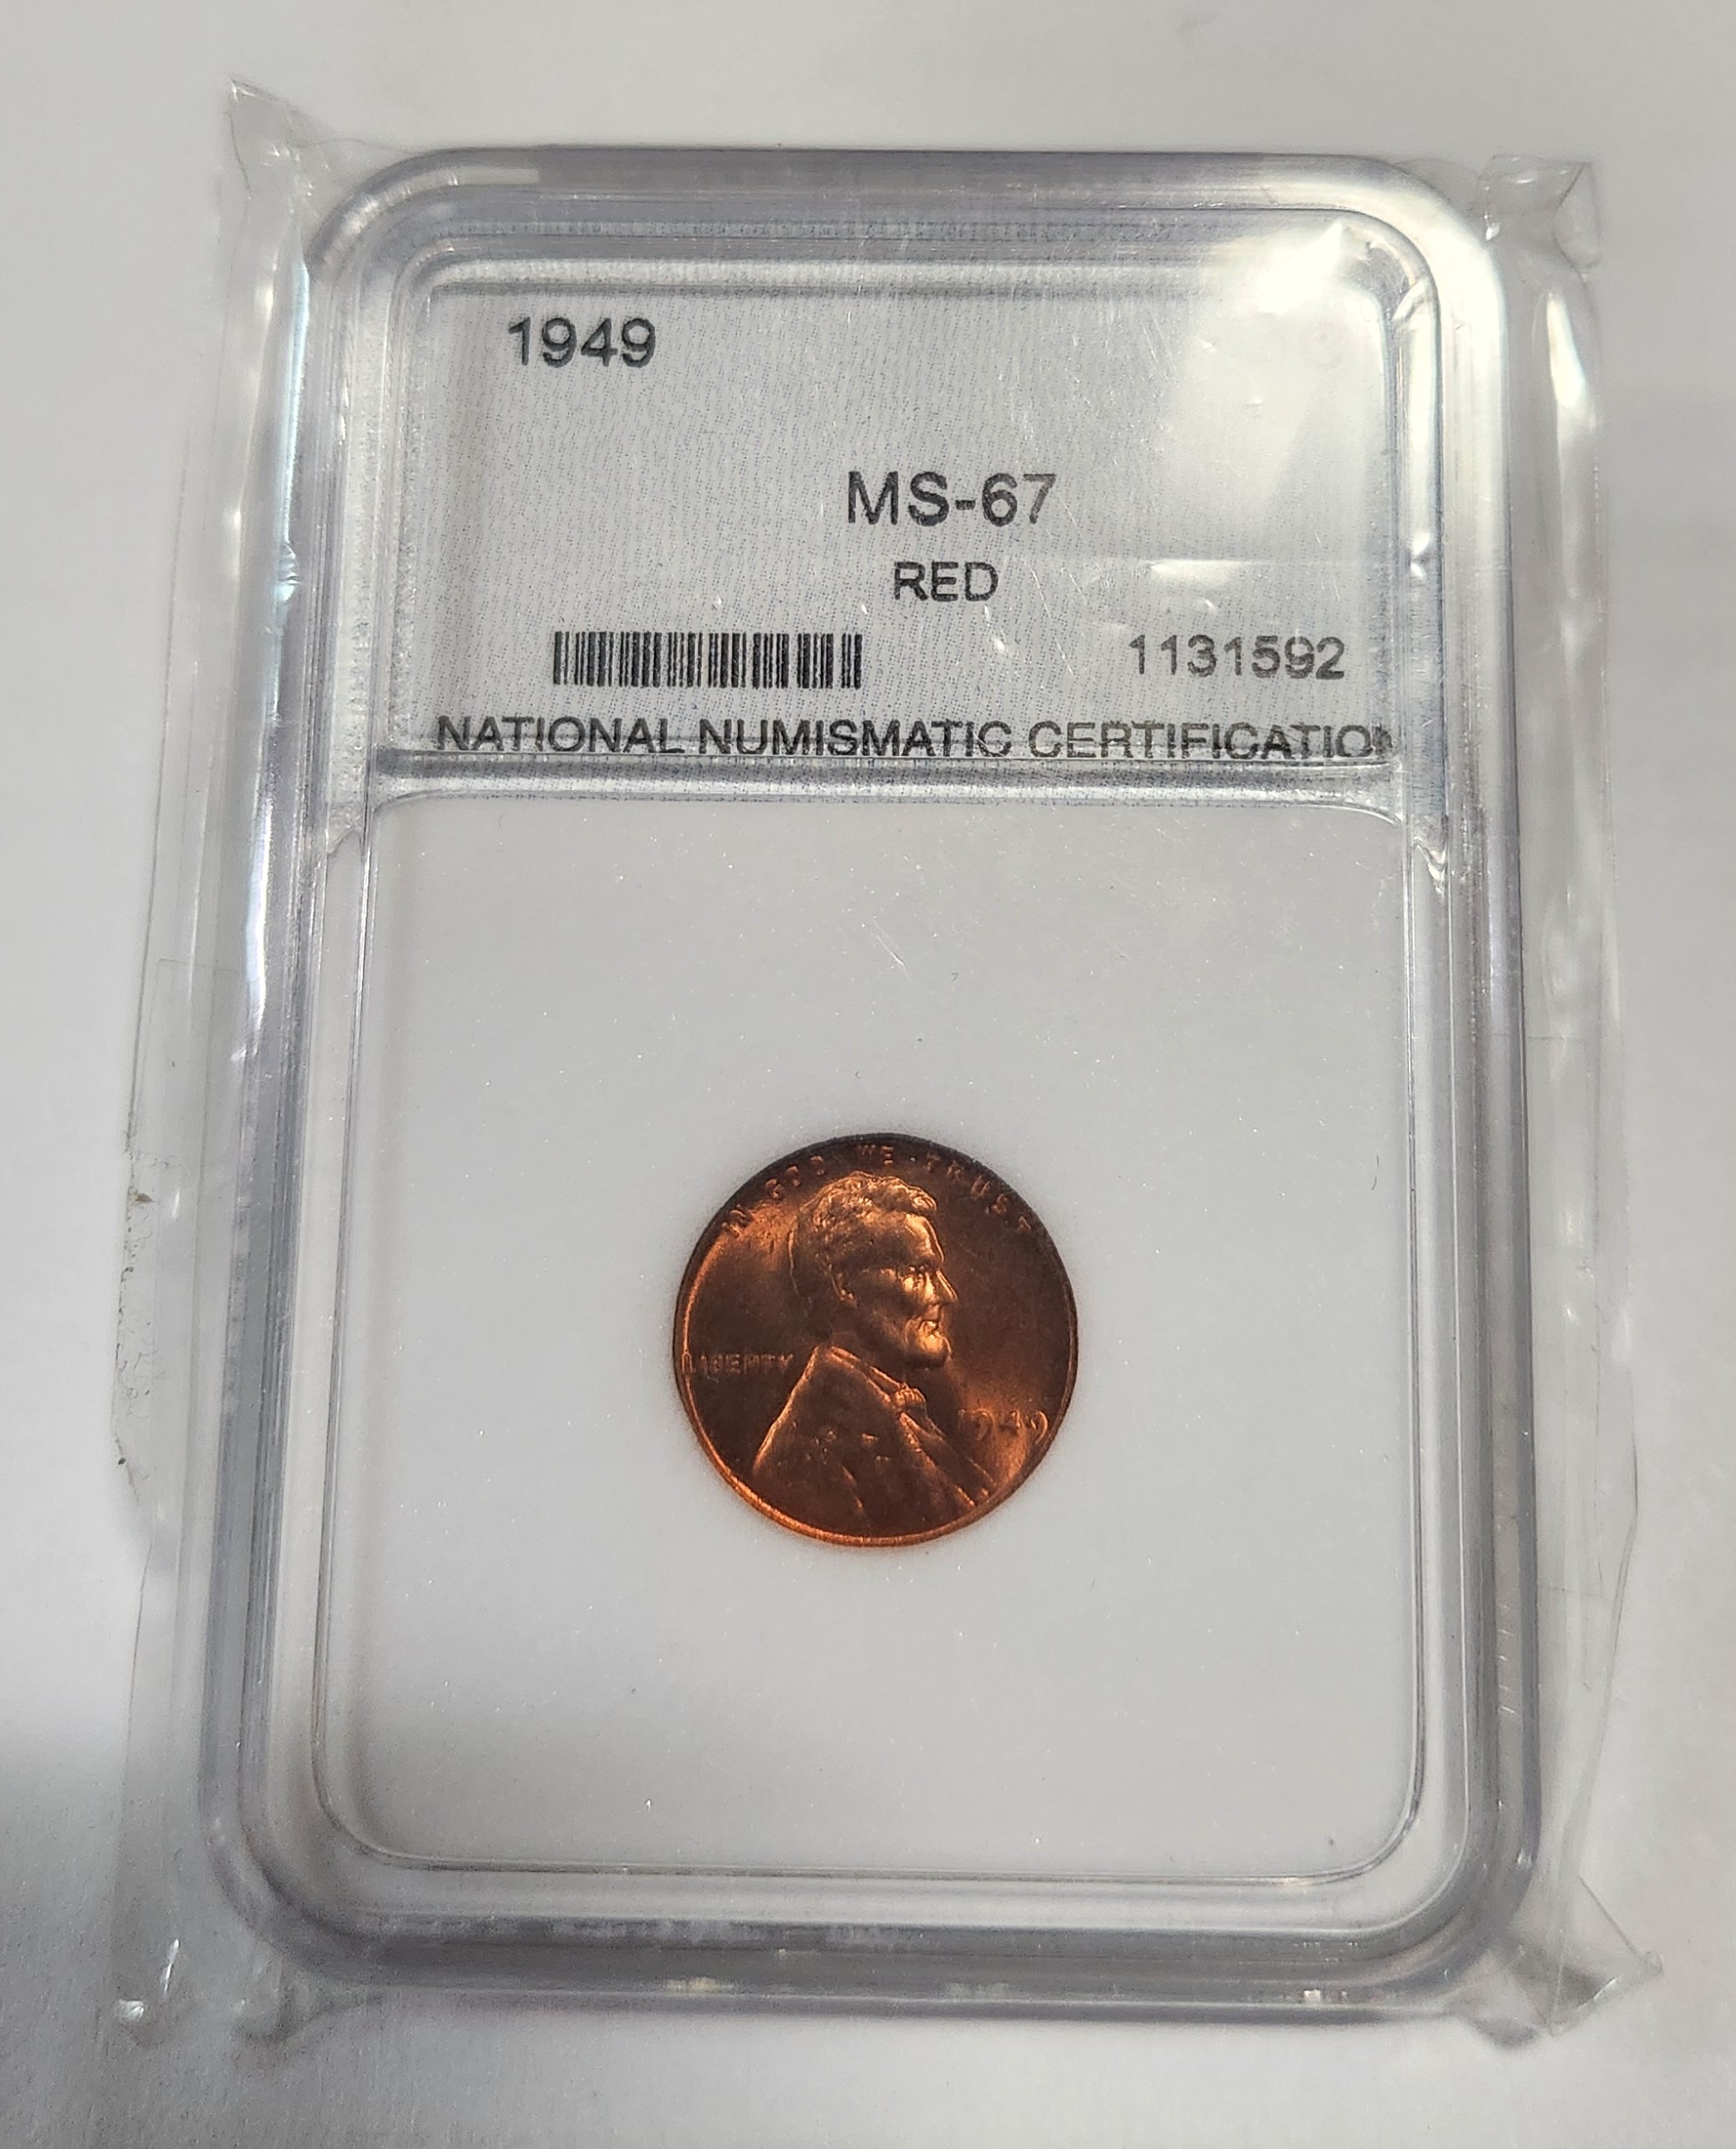 1949
MS-67
RED
1131592
NATIONAL NUMISMATIC CERTIFICATION
IN GOD WE TRUST
LIBERTY
1949